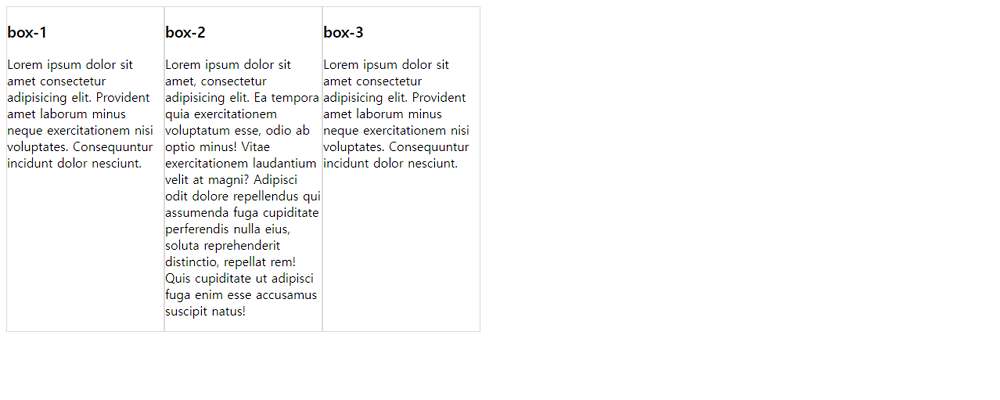 box-1
Lorem ipsum dolor sit
amet consectetur
adipisicing elit. Provident
amet laborum minus
neque exercitationem nisi
voluptates. Consequuntur
incidunt dolor nesciunt.
box-2
Lorem ipsum dolor sit
amet, consectetur
adipisicing elit. Ea tempora
quia exercitationem
voluptatum esse, odio ab
optio minus! Vitae
exercitationem laudantium
velit at magni? Adipisci
odit dolore repellendus qui
assumenda fuga cupiditate
perferendis nulla eius,
soluta reprehenderit
distinctio, repellat rem!
Quis cupiditate ut adipisci
fuga enim esse accusamus
suscipit natus!
box-3
Lorem ipsum dolor sit
amet consectetur
adipisicing elit. Provident
amet laborum minus
neque exercitationem nisi
voluptates. Consequuntur
incidunt dolor nesciunt.